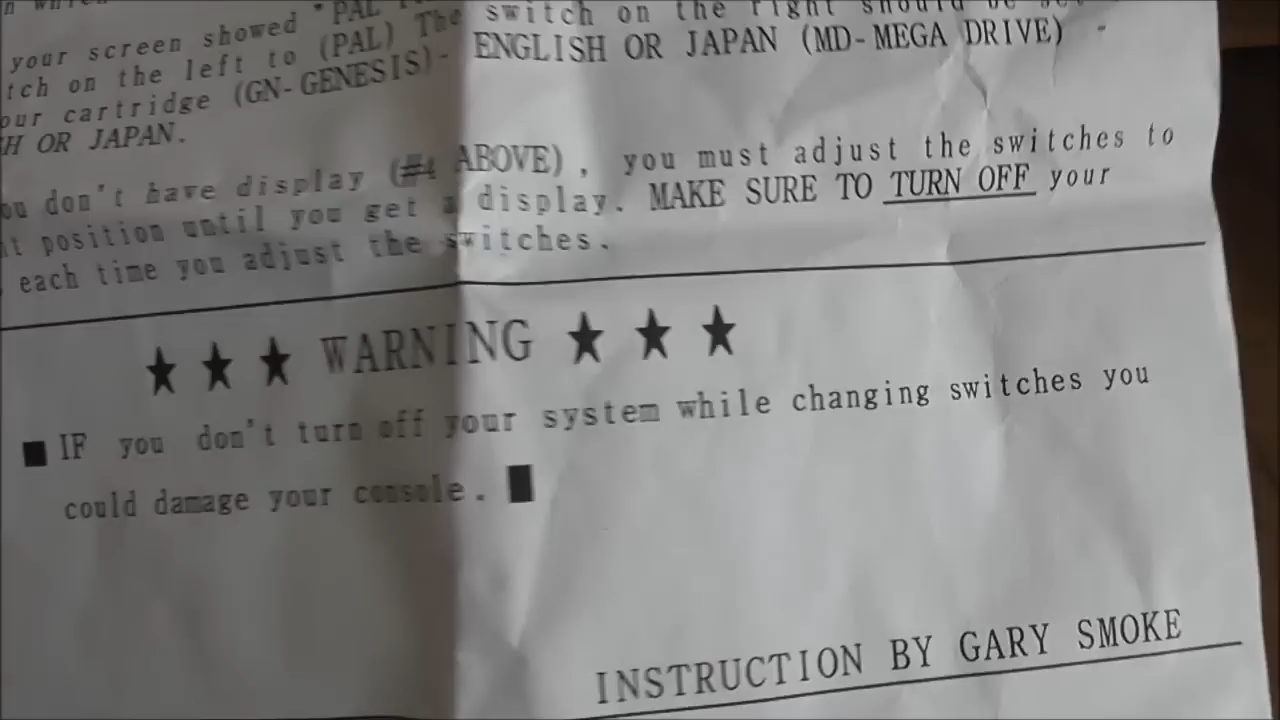 your screen showed "PAL The switch on the right should be
tch on the left to (PAL) ENGLISH OR JAPAN (MD-MEGA DRIVE) -
our cartridge (GN-GENESIS)-
H OR JAPAN.
ou don't have display (#4 ABOVE), you must adjust the switches to
ht position until you get a display. MAKE SURE TO TURN OFF your
each time you adjust the switches.
★ ★ ★ WARNING ★ ★ ★
■ IF you don't turn off your system while changing switches you
could damage your console. ■
INSTRUCTION BY GARY SMOKE